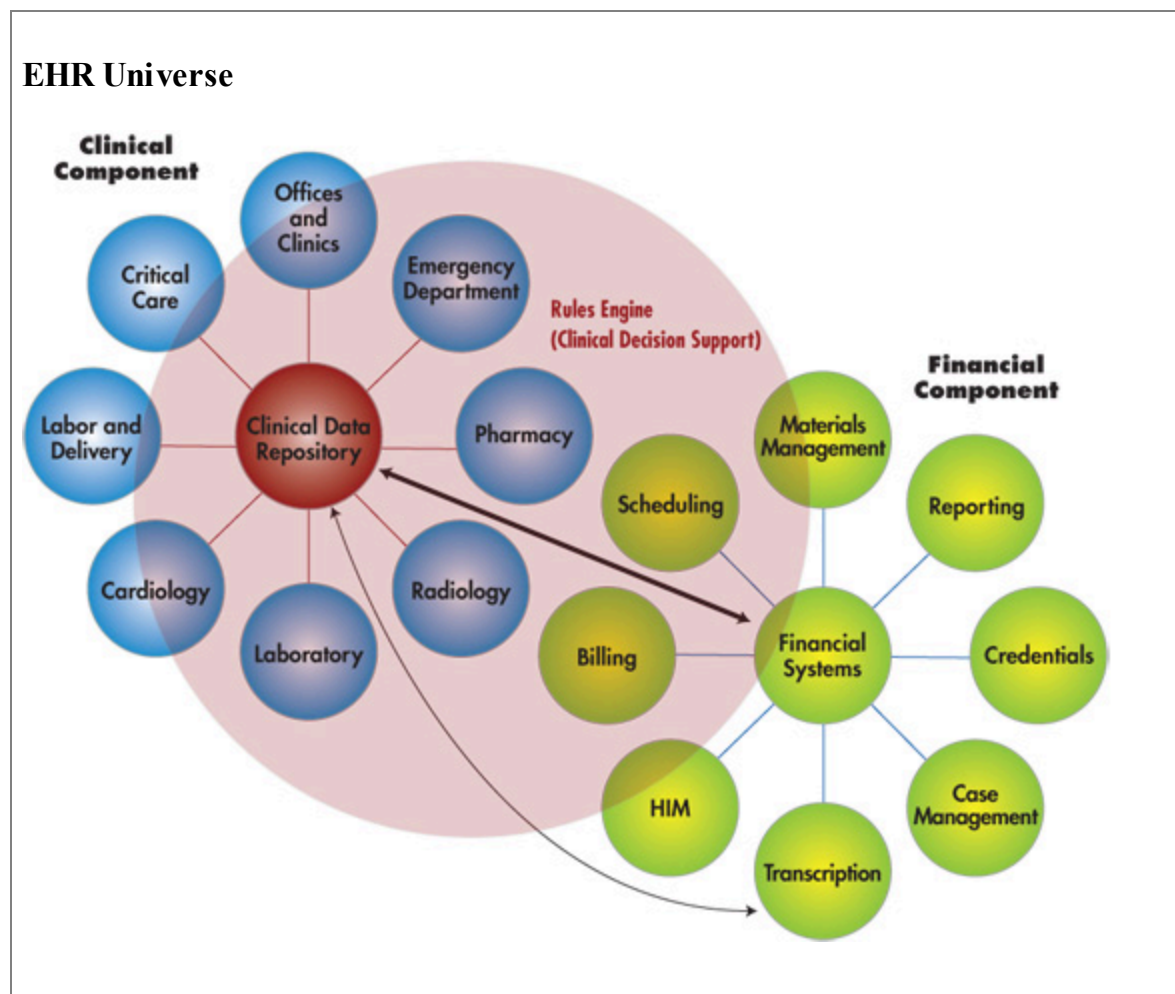 EHR Universe
Clinical
Component
Offices
and
Clinics
Critical
Care
Emergency
Department
Rules Engine
(Clinical Decision Support)
Financial
Component
Labor and
Delivery
Clinical Data
Repository
Pharmacy
Materials
Management
Scheduling
Reporting
Cardiology
Radiology
Laboratory
Billing
Financial
Systems
Credentials
HIM
Case
Management
Transcription